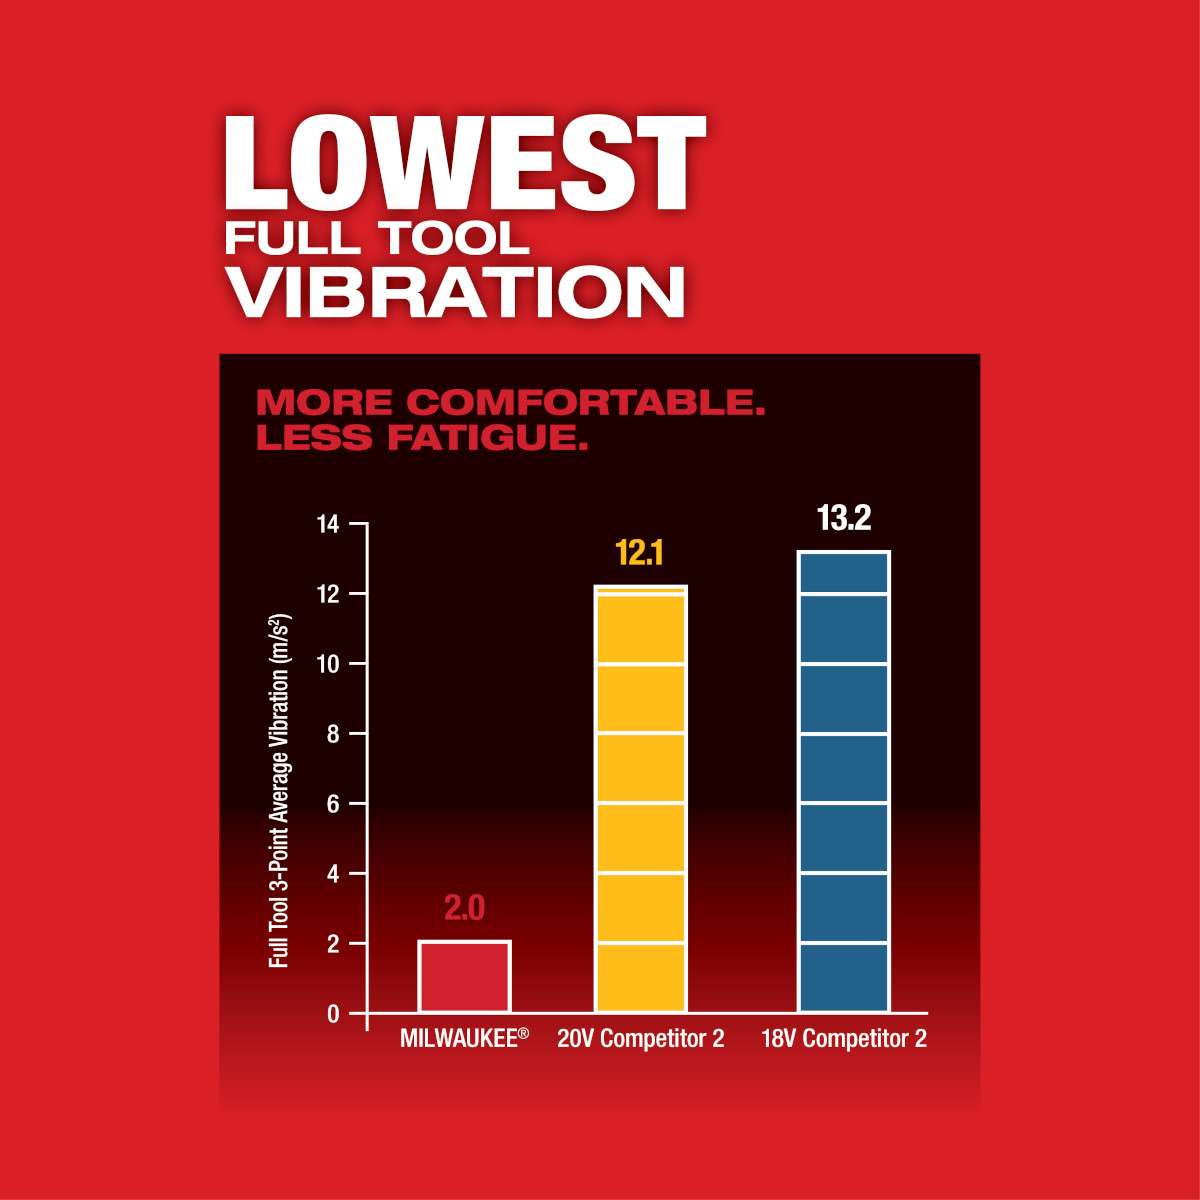 LOWEST
FULL TOOL
VIBRATION
MORE COMFORTABLE.
LESS FATIGUE.
Full Tool 3-Point Average Vibration (m/s²)
14
12
10
8
6
4
2
0
2.0
12.1
13.2
MILWAUKEE®
20V Competitor 2
18V Competitor 2